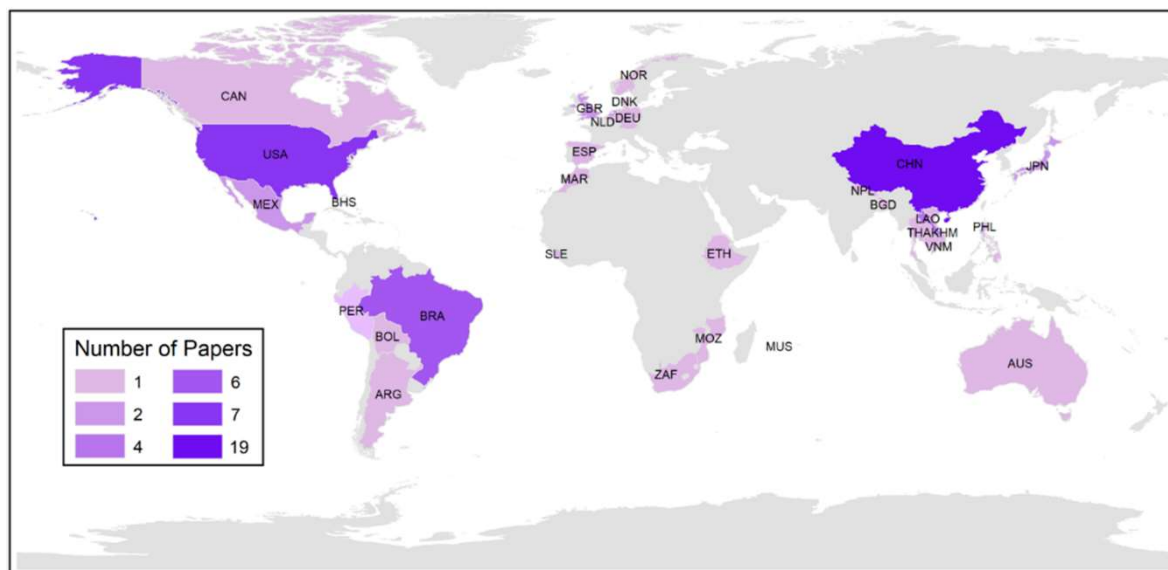 NOR
CAN
DNK
GBR
NLD
DEU
USA
ESP
CHN
JPN
MAR
NPL
MEX
BHS
BGD
LAO
PHL
THAKHM
VNM
SLE
ETH
PER
BRA
BOL
MOZ
MUS
AUS
ZAF
ARG
Number of Papers
1 6
2 7
4 19